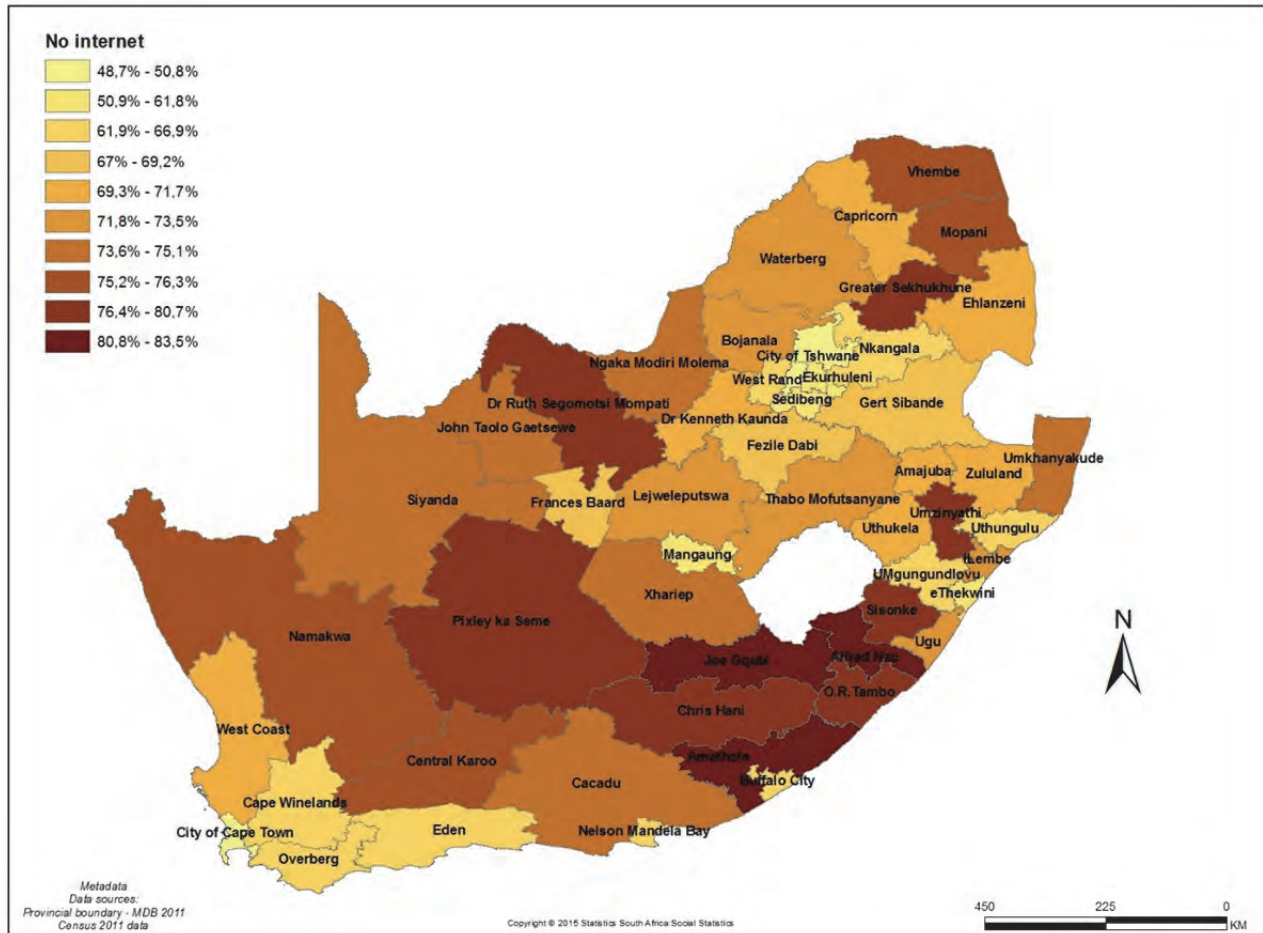 No internet
48,7% - 50,8%
50,9% - 61,8%
61,9% - 66,9%
67% - 69,2%
69,3% - 71,7%
71,8% - 73,5%
73,6% - 75,1%
75,2% - 76,3%
76,4% - 80,7%
80,8% - 83,5%
Vhembe
Capricorn
Mopani
Waterberg
Greater Sekhukhune
Ehlanzeni
Bojanala
City of Tshwane
Nkangala
Ngaka Modiri Molema
West Rand
Ekurhuleni
Sedibeng
Gert Sibande
Dr Ruth Segomotsi Mompati
Dr Kenneth Kaunda
John Taolo Gaetsewe
Fezile Dabi
Umkhanyakude
Amajuba
Zululand
Siyanda
Frances Baard
Lejweleputswa
Thabo Mofutsanyane
Umzinyathi
Uthukela
Uthungulu
Mangaung
iLembe
UMgungundlovu
eThekwini
Xhariep
Sisonke
Namakwa
Pixley ka Seme
Ugu
Joe Gqabi
Alfred Nzo
O.R.Tambo
Chris Hani
West Coast
Central Karoo
Amathole
Buffalo City
Cacadu
Cape Winelands
City of Cape Town
Eden
Nelson Mandela Bay
Overberg
N
Metadata
Data sources:
Provincial boundary - MDB 2011
Census 2011 data
Copyright © 2015 Statistics South Africa:Social Statistics
450 225 0
KM